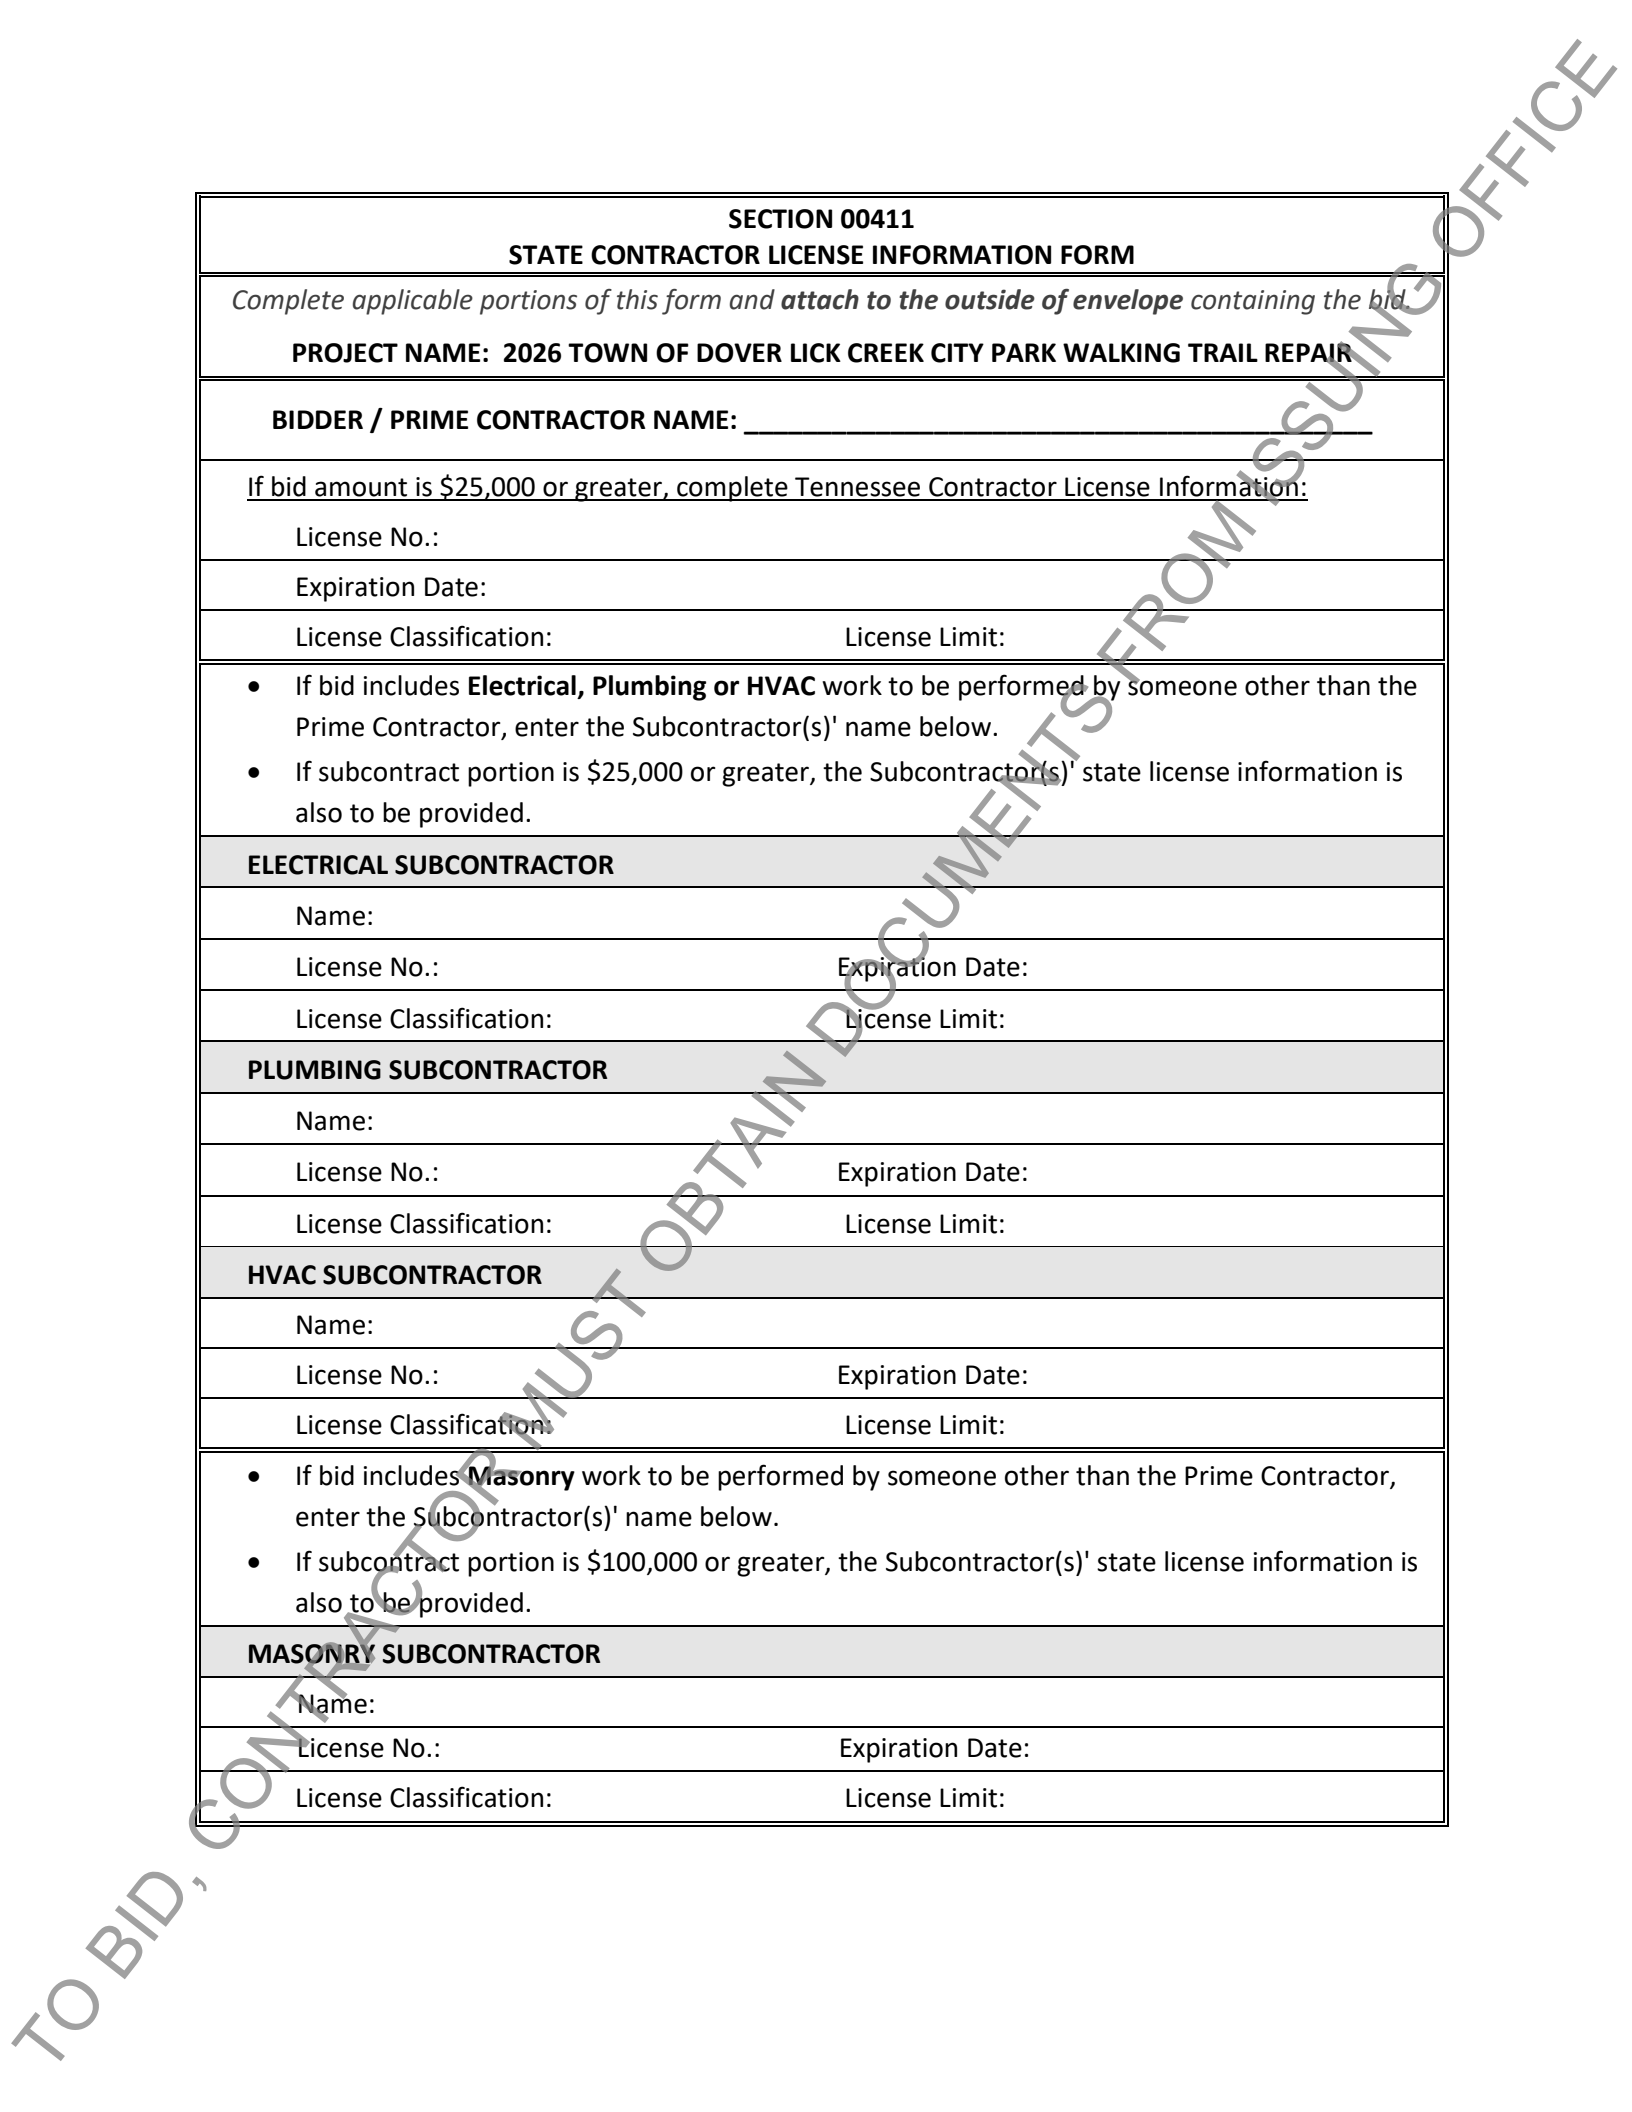 SECTION 00411
STATE CONTRACTOR LICENSE INFORMATION FORM
Complete applicable portions of this form and attach to the outside of envelope containing the bid.
PROJECT NAME:  2026 TOWN OF DOVER LICK CREEK CITY PARK WALKING TRAIL REPAIR
BIDDER / PRIME CONTRACTOR NAME: ____________________________________________
If bid amount is $25,000 or greater, complete Tennessee Contractor License Information:
License No.:
Expiration Date:
License Classification: License Limit:
• If bid includes Electrical, Plumbing or HVAC work to be performed by someone other than the
Prime Contractor, enter the Subcontractor(s)' name below.
• If subcontract portion is $25,000 or greater, the Subcontractor(s)' state license information is
also to be provided.
ELECTRICAL SUBCONTRACTOR
Name:
License No.: Expiration Date:
License Classification: License Limit:
PLUMBING SUBCONTRACTOR
Name:
License No.: Expiration Date:
License Classification: License Limit:
HVAC SUBCONTRACTOR
Name:
License No.: Expiration Date:
License Classification: License Limit:
• If bid includes Masonry work to be performed by someone other than the Prime Contractor,
enter the Subcontractor(s)' name below.
• If subcontract portion is $100,000 or greater, the Subcontractor(s)' state license information is
also to be provided.
MASONRY SUBCONTRACTOR
Name:
License No.: Expiration Date:
License Classification: License Limit:
TO BID, CONTRACTOR MUST OBTAIN DOCUMENTS FROM ISSUING OFFICE